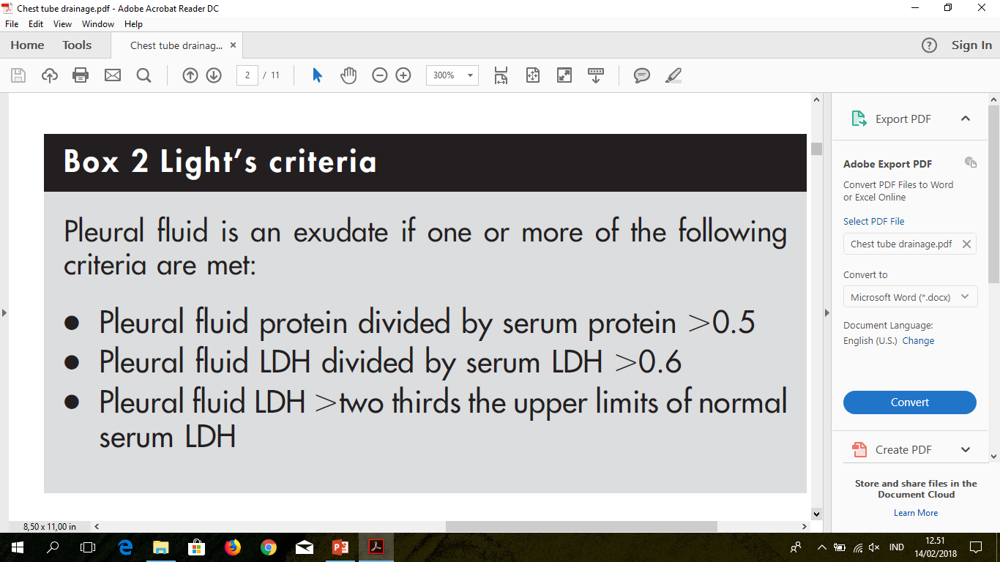 Chest tube drainage.pdf - Adobe Acrobat Reader DC
File Edit View Window Help
Home Tools Chest tube drainag... × ? Sign In
2 / 11 300%
Box 2 Light's criteria
Pleural fluid is an exudate if one or more of the following
criteria are met:
● Pleural fluid protein divided by serum protein >0.5
● Pleural fluid LDH divided by serum LDH >0.6
● Pleural fluid LDH >two thirds the upper limits of normal
serum LDH
8,50 x 11,00 in
Export PDF
Adobe Export PDF
Convert PDF Files to Word
or Excel Online
Select PDF File
Chest tube drainage.pdf
Convert to
Microsoft Word (*.docx)
Document Language:
English (U.S.) Change
Convert
Create PDF
Store and share files in the
Document Cloud
Learn More
IND
12.51
14/02/2018